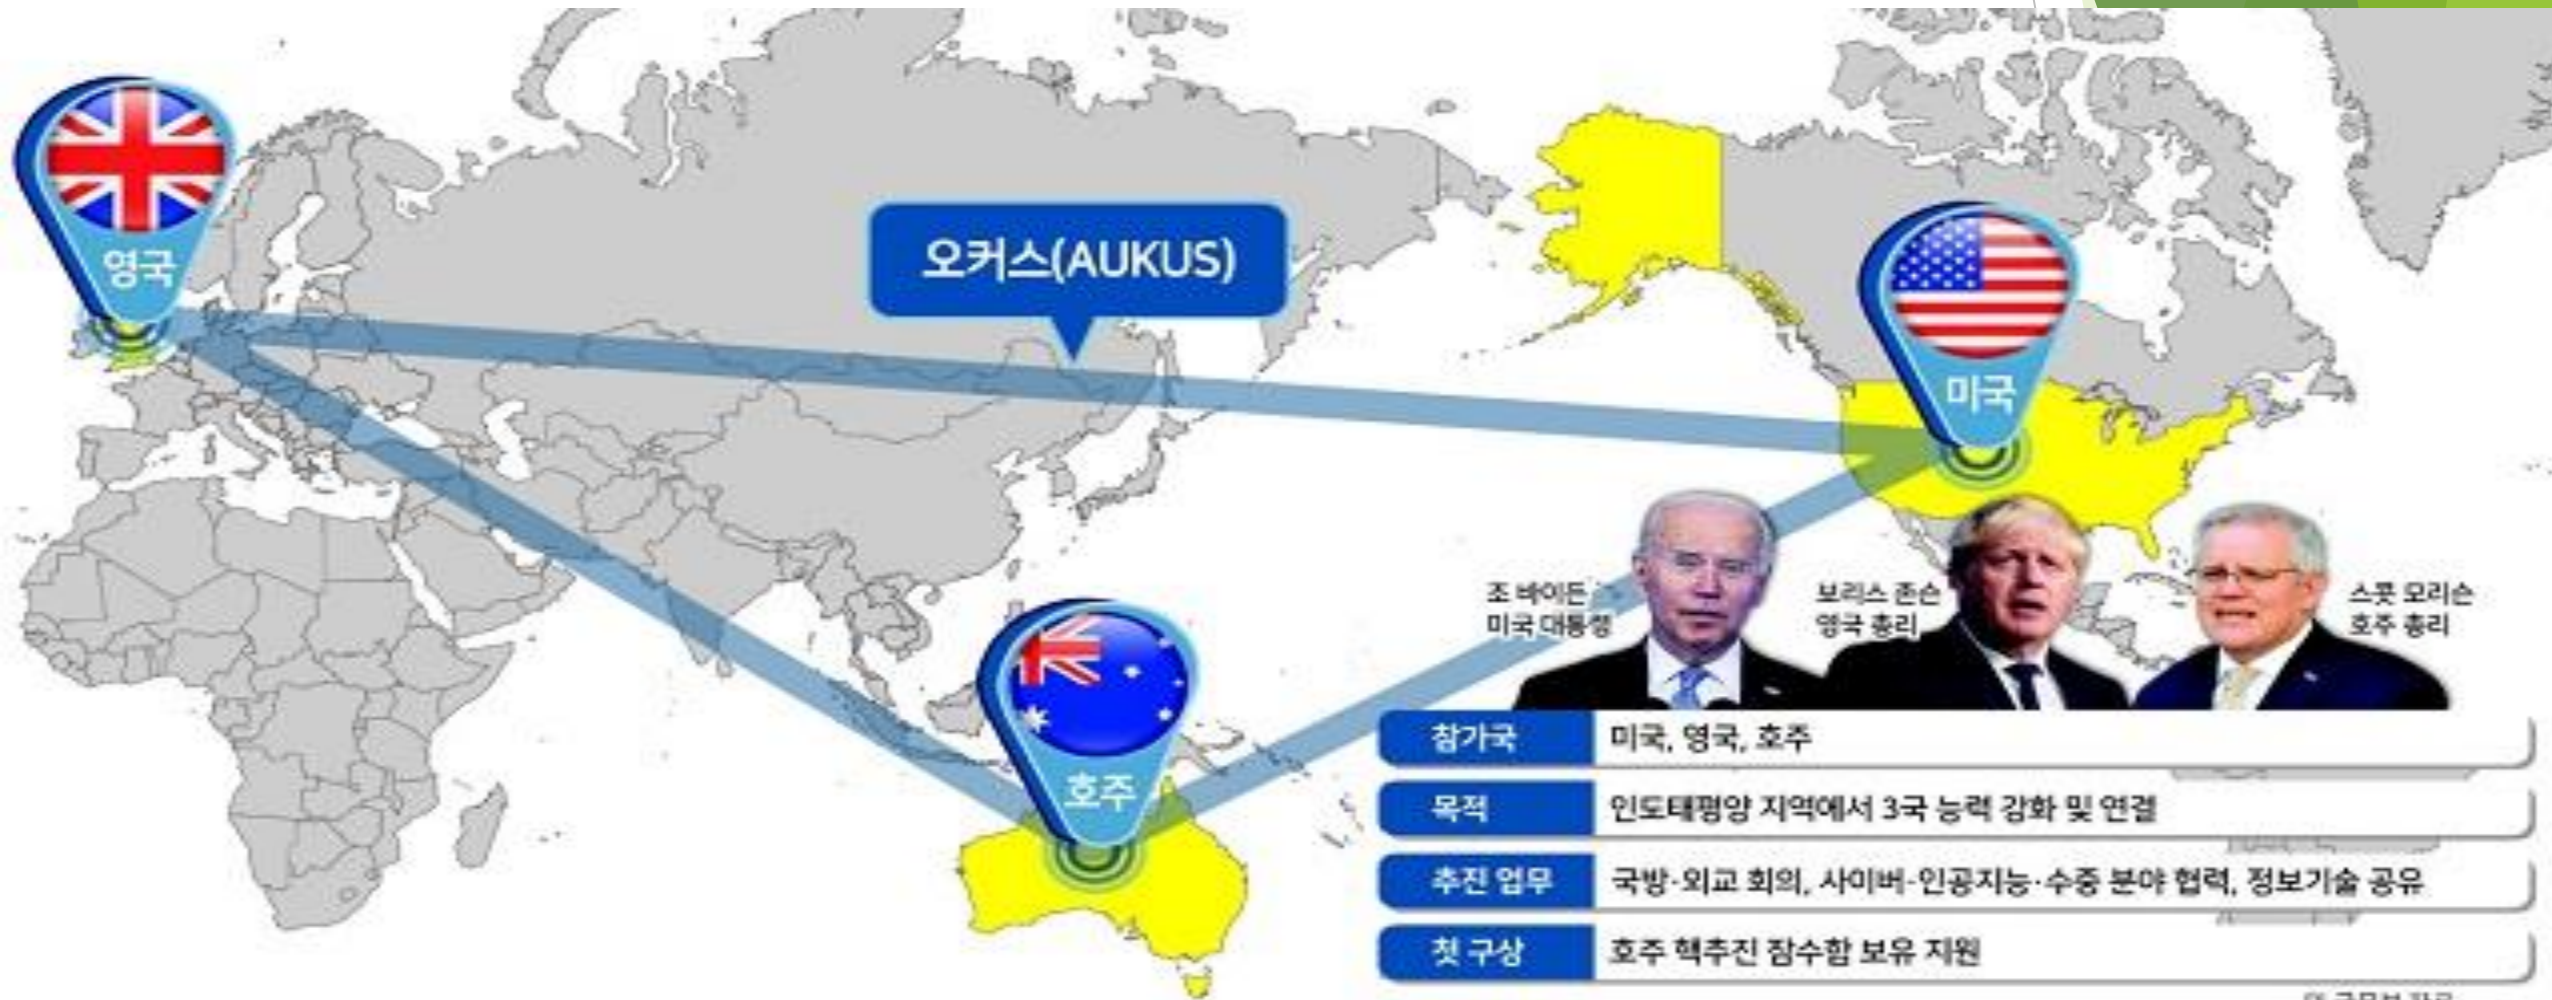 영국
오커스(AUKUS)
미국
호주
조 바이든
미국 대통령
보리스 존슨
영국 총리
스콧 모리슨
호주 총리
참가국 미국, 영국, 호주
목적 인도태평양 지역에서 3국 능력 강화 및 연결
추진 업무 국방·외교 회의, 사이버·인공지능·수중 분야 협력, 정보기술 공유
첫 구상 호주 핵추진 잠수함 보유 지원